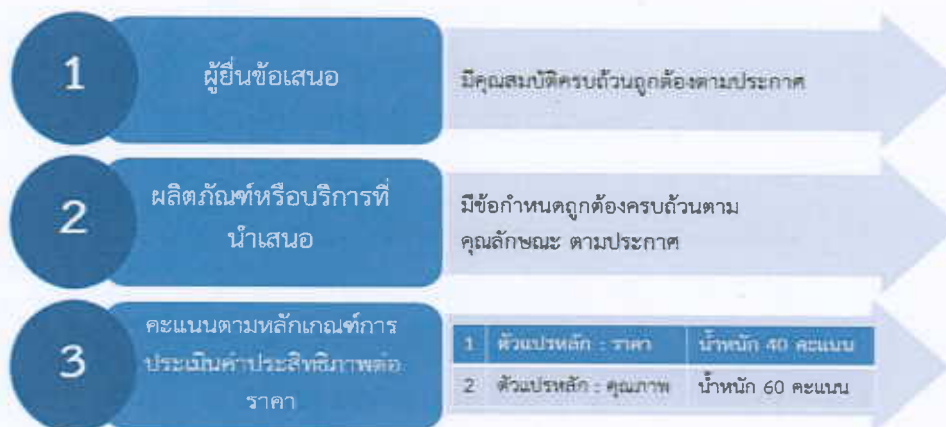 1
ผู้ยื่นข้อเสนอ
มีคุณสมบัติครบถ้วนถูกต้องตามประกาศ
2
ผลิตภัณฑ์หรือบริการที่
นำเสนอ
มีข้อกำหนดถูกต้องครบถ้วนตาม
คุณลักษณะ ตามประกาศ
3
คะแนนตามหลักเกณฑ์การ
ประเมินค่าประสิทธิภาพต่อ
ราคา
1 ตัวแปรหลัก : ราคา น้ำหนัก 40 คะแนน
2 ตัวแปรหลัก : คุณภาพ น้ำหนัก 60 คะแนน